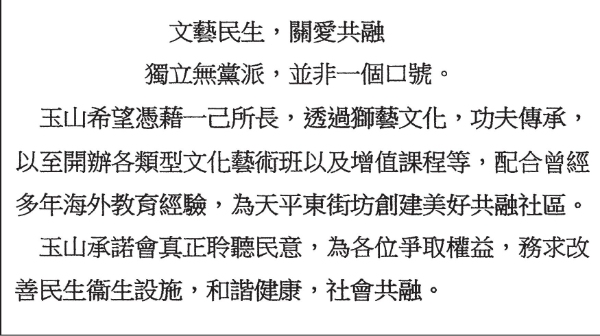 文藝民生，關愛共融
獨立無黨派，並非一個口號。
玉山希望憑藉一己所長，透過獅藝文化，功夫傳承，
以至開辦各類型文化藝術班以及增值課程等，配合曾經
多年海外教育經驗，為天平東街坊創建美好共融社區。
玉山承諾會真正聆聽民意，為各位爭取權益，務求改
善民生衞生設施，和諧健康，社會共融。